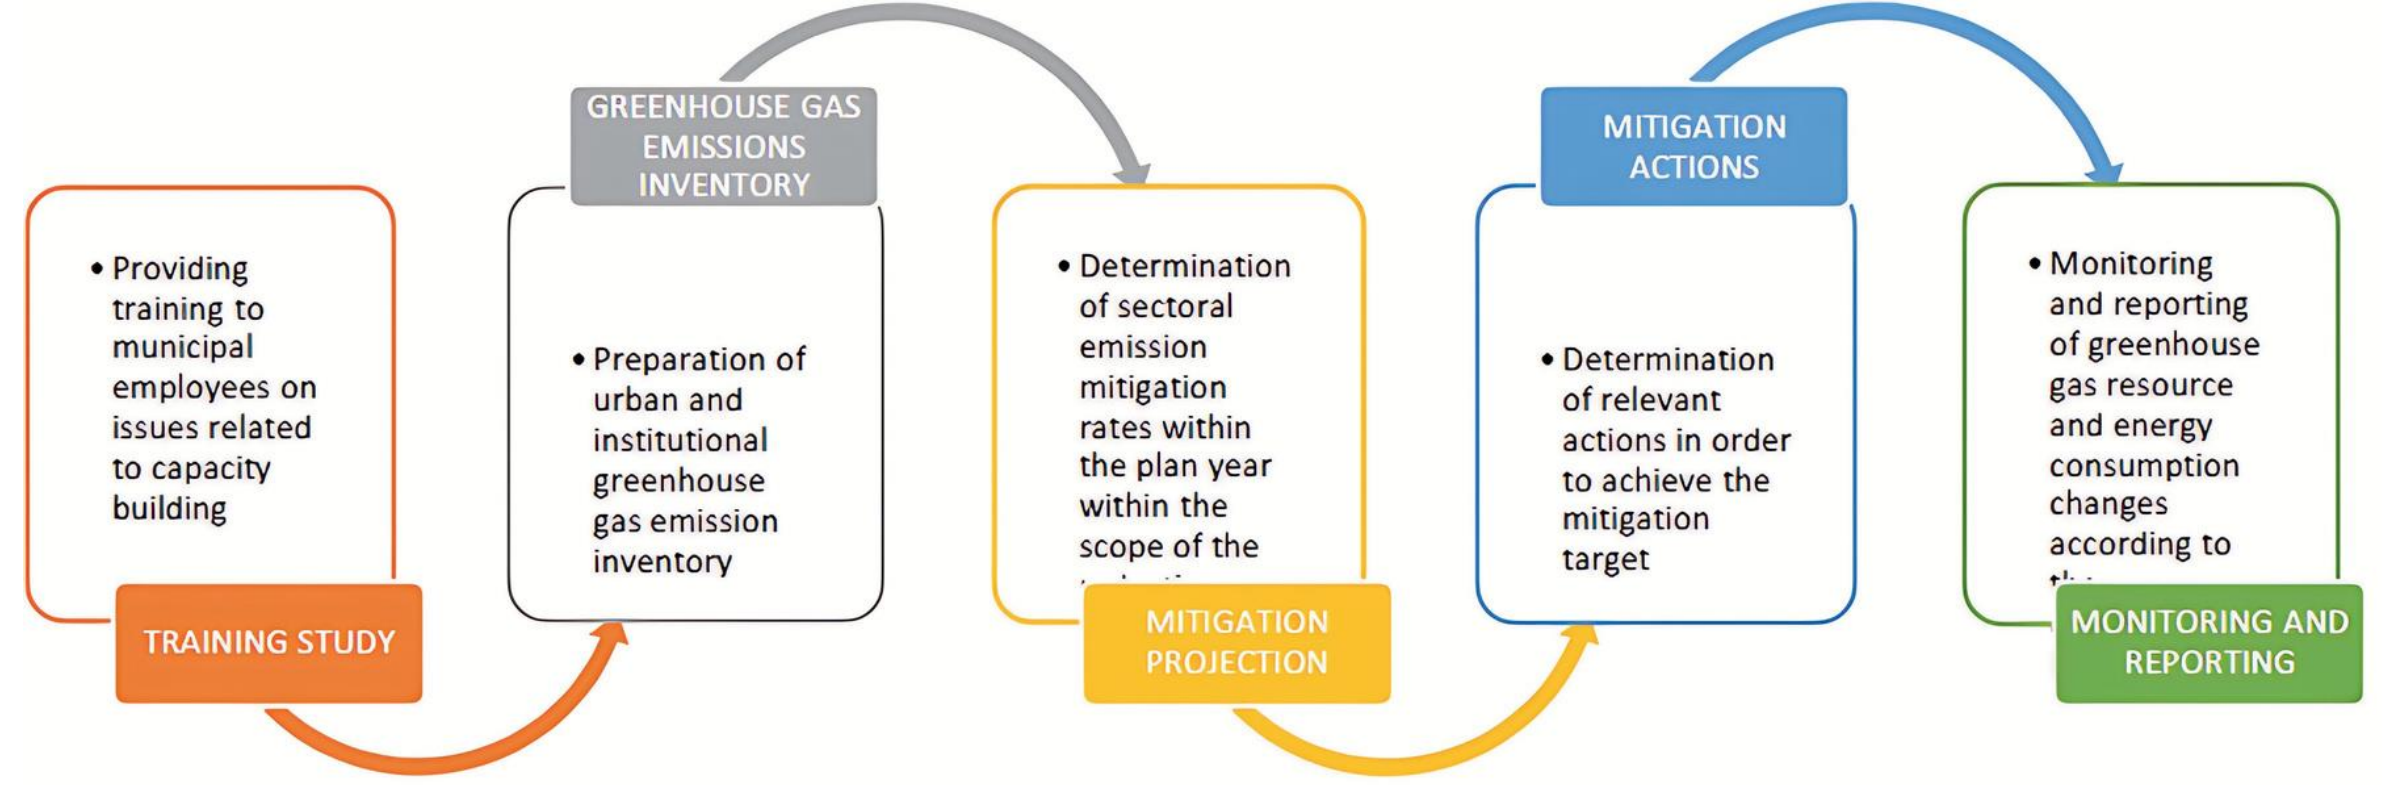 • Providing
training to
municipal
employees on
issues related
to capacity
building
TRAINING STUDY
GREENHOUSE GAS
EMISSIONS
INVENTORY
• Preparation of
urban and
institutional
greenhouse
gas emission
inventory
• Determination
of sectoral
emission
mitigation
rates within
the plan year
within the
scope of the
MITIGATION
PROJECTION
MITIGATION
ACTIONS
• Determination
of relevant
actions in order
to achieve the
mitigation
target
• Monitoring
and reporting
of greenhouse
gas resource
and energy
consumption
changes
according to
MONITORING AND
REPORTING